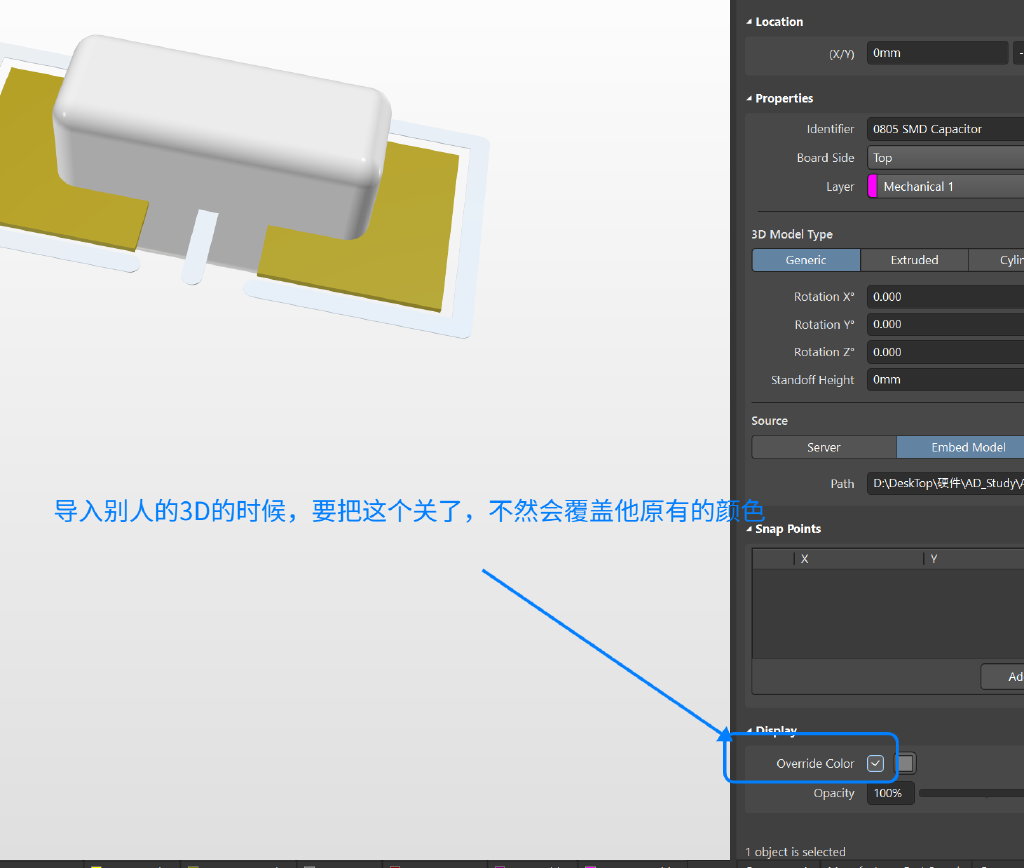 Location
(X/Y) 0mm
Properties
Identifier 0805 SMD Capacitor
Board Side Top
Layer Mechanical 1
3D Model Type
Generic Extruded
Rotation X° 0.000
Rotation Y° 0.000
Rotation Z° 0.000
Standoff Height 0mm
Source
Server Embed Model
Path D:\DeskTop\硬件\AD_Study\A
导入别人的3D的时候，要把这个关了，不然会覆盖他原有的颜色
Snap Points
X Y
Display
Override Color
Opacity 100%
1 object is selected